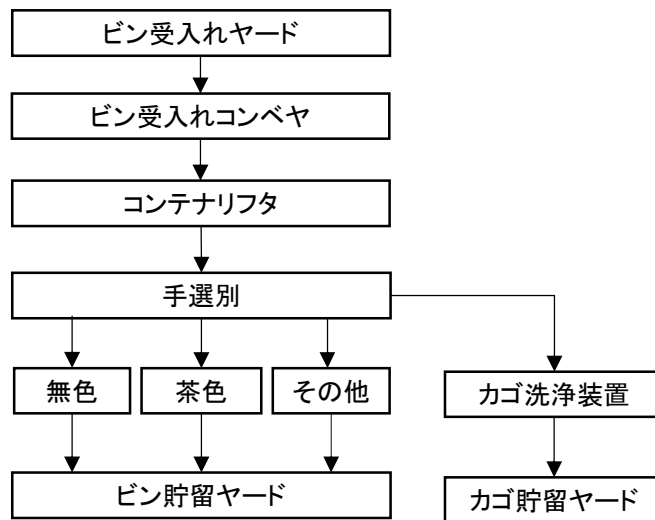 ビン受入れヤード
ビン受入れコンベヤ
コンテナリフタ
手選別
無色
茶色
その他
カゴ洗浄装置
ビン貯留ヤード
カゴ貯留ヤード